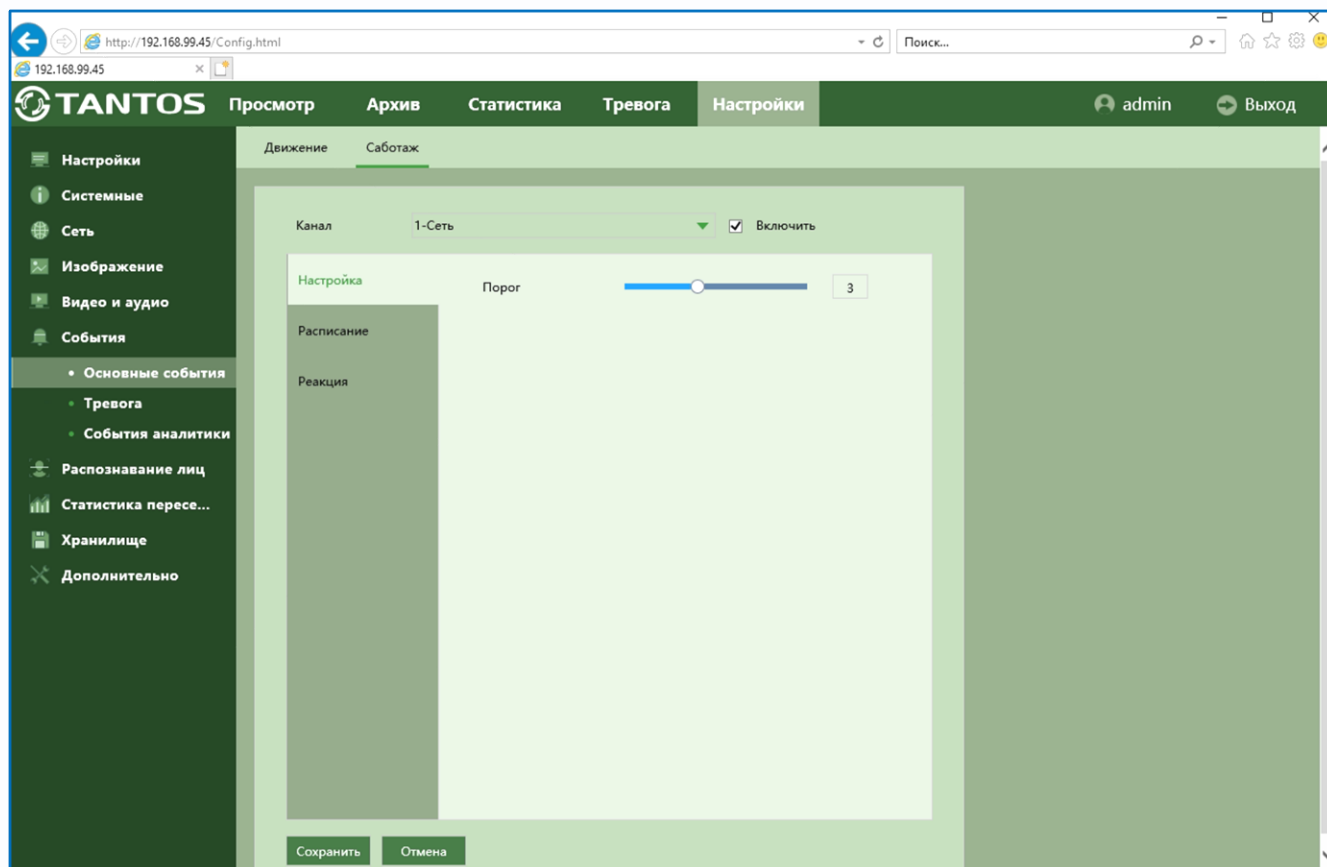 http://192.168.99.45/Config.html
Поиск...
192.168.99.45
TANTOS Просмотр Архив Статистика Тревога Настройки admin Выход
Движение Саботаж
Настройки
Системные
Сеть
Изображение
Видео и аудио
События
Основные события
Тревога
События аналитики
Распознавание лиц
Статистика пересе...
Хранилище
Дополнительно
Канал 1-Сеть Включить
Настройка Порог 3
Расписание
Реакция
Сохранить Отмена